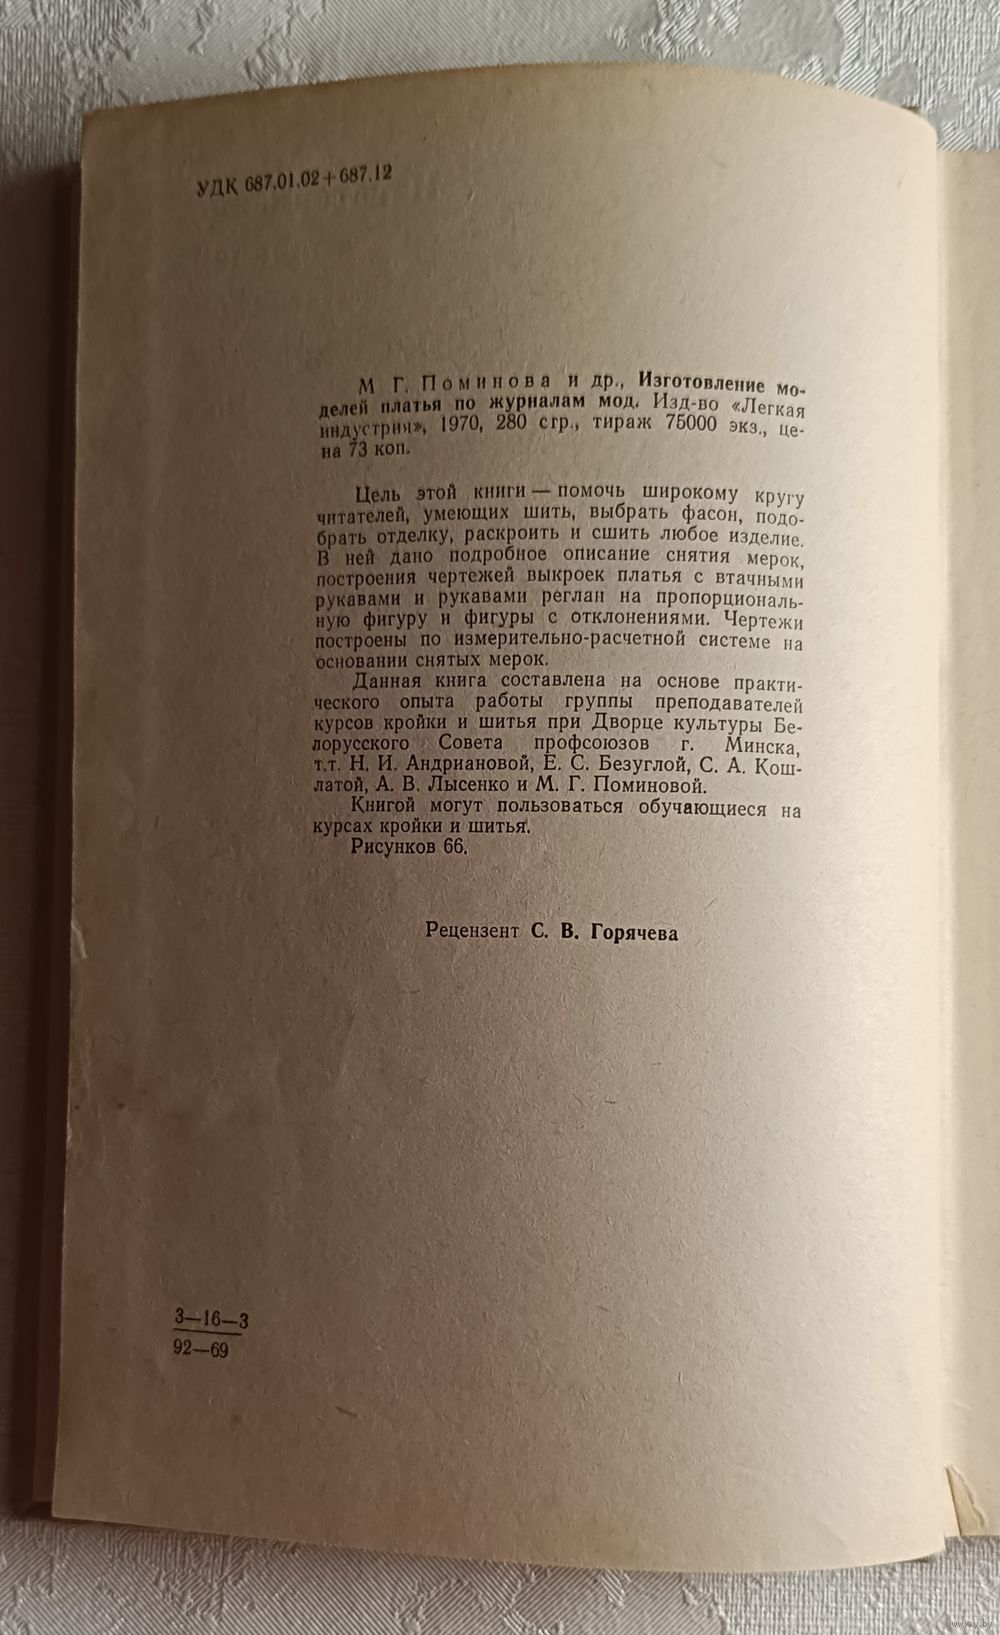 УДК 687.01.02+687.12
М Г. Поминова и др., Изготовление мо-
делей платья по журналам мод. Изд-во «Легкая
индустрия», 1970, 280 стр., тираж 75000 экз., це-
на 73 коп.
Цель этой книги — помочь широкому кругу
читателей, умеющих шить, выбрать фасон, подо-
брать отделку, раскроить и сшить любое изделие.
В ней дано подробное описание снятия мерок,
построения чертежей выкроек платья с втачными
рукавами и рукавами реглан на пропорциональ-
ную фигуру и фигуры с отклонениями. Чертежи
построены по измерительно-расчетной системе на
основании снятых мерок.
Данная книга составлена на основе практи-
ческого опыта работы группы преподавателей
курсов кройки и шитья при Дворце культуры Бе-
лорусского Совета профсоюзов г. Минска,
т.т. Н. И. Андриановой, Е. С. Безуглой, С. А. Кош-
латой, А. В. Лысенко и М. Г. Поминовой.
Книгой могут пользоваться обучающиеся на
курсах кройки и шитья.
Рисунков 66.
Рецензент С. В. Горячева
3—16—3
92—69
www.ay.by